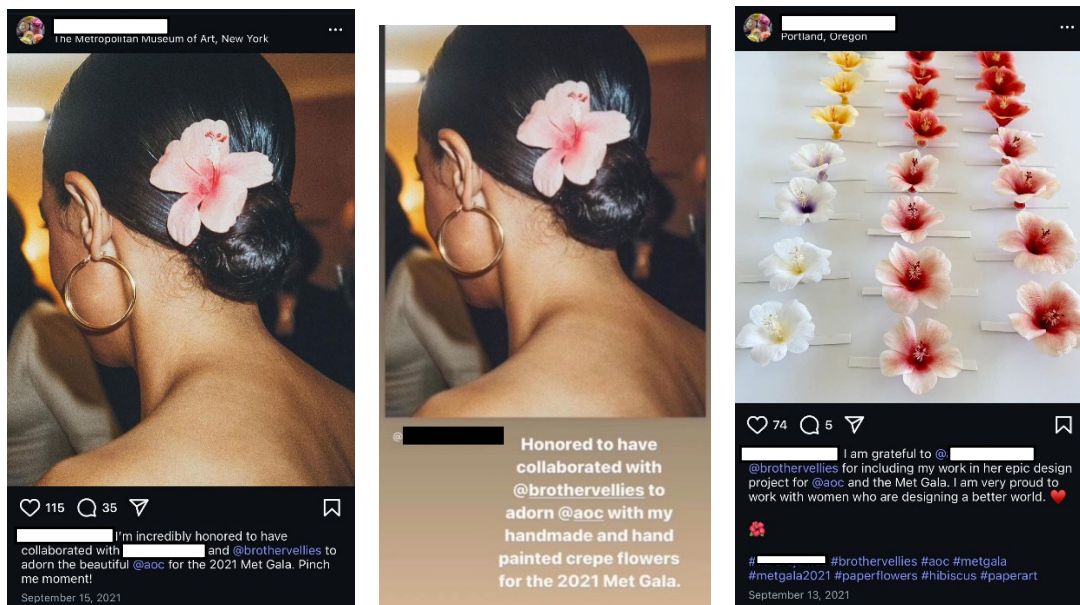 The Metropolitan Museum of Art, New York
115 35
I'm incredibly honored to have
collaborated with and @brothervellies to
adorn the beautiful @aoc for the 2021 Met Gala. Pinch
me moment!
September 15, 2021
@
Honored to have
collaborated with
@brothervellies to
adorn @aoc with my
handmade and hand
painted crepe flowers
for the 2021 Met Gala.
Portland, Oregon
74 5
I am grateful to @
@brothervellies for including my work in her epic design
project for @aoc and the Met Gala. I am very proud to
work with women who are designing a better world. ❤️
🌺
# #brothervellies #aoc #metgala
#metgala2021 #paperflowers #hibiscus #paperart
September 13, 2021